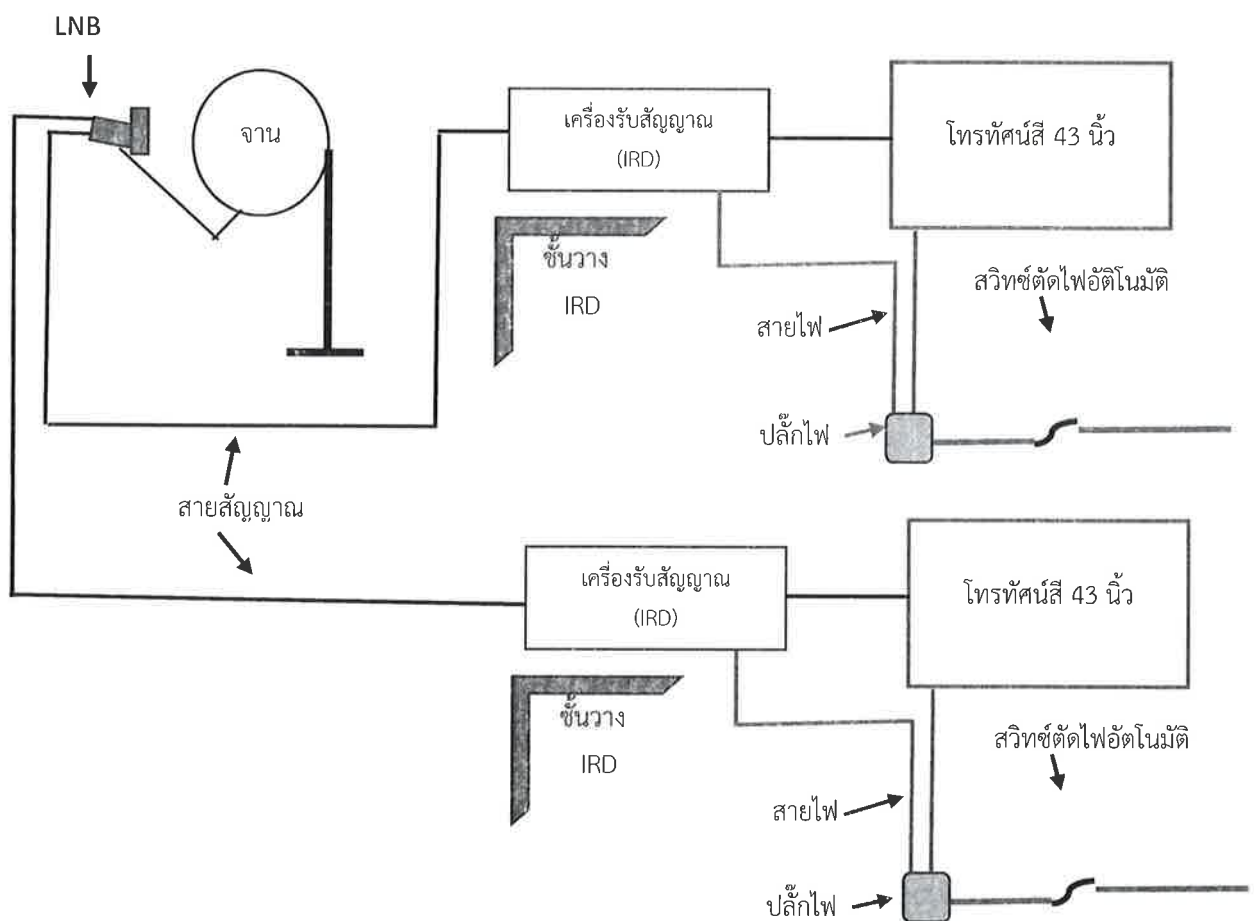 LNB
จาน
เครื่องรับสัญญาณ
(IRD)
โทรทัศน์สี 43 นิ้ว
ชั้นวาง
IRD
สวิทซ์ตัดไฟอัติโนมัติ
สายไฟ
ปลั๊กไฟ
สายสัญญาณ
เครื่องรับสัญญาณ
(IRD)
โทรทัศน์สี 43 นิ้ว
ชั้นวาง
IRD
สวิทซ์ตัดไฟอัตโนมัติ
สายไฟ
ปลั๊กไฟ